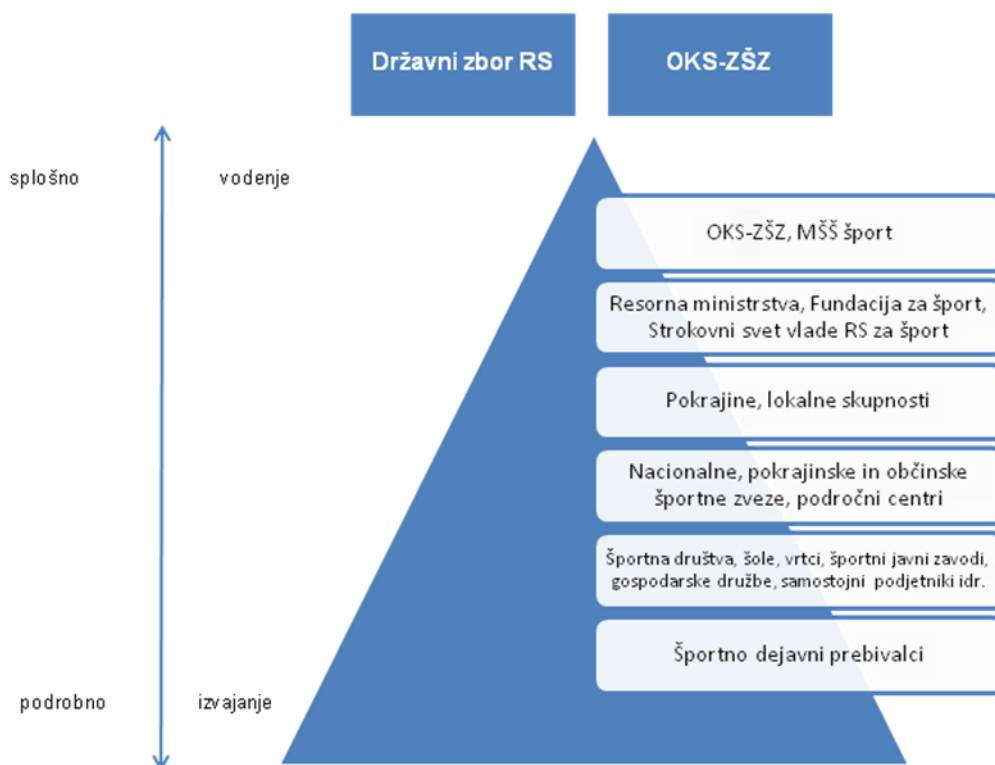 Državni zbor RS
OKS-ZŠZ
splošno
vodenje
OKS-ZŠZ, MŠŠ šport
Resorna ministrstva, Fundacija za šport,
Strokovni svet vlade RS za šport
Pokrajine, lokalne skupnosti
Nacionalne, pokrajinske in občinske
športne zveze, področni centri
Športna društva, šole, vrtci, športni javni zavodi,
gospodarske družbe, samostojni podjetniki idr.
Športno dejavni prebivalci
podrobno
izvajanje